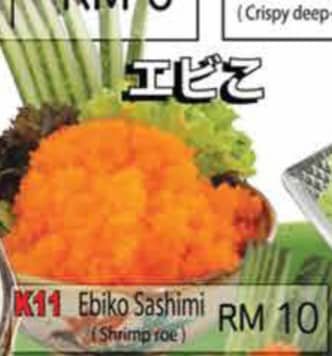 ( Crispy deep
エビこ
K11 Ebiko Sashimi RM 10
( Shrimp roe )